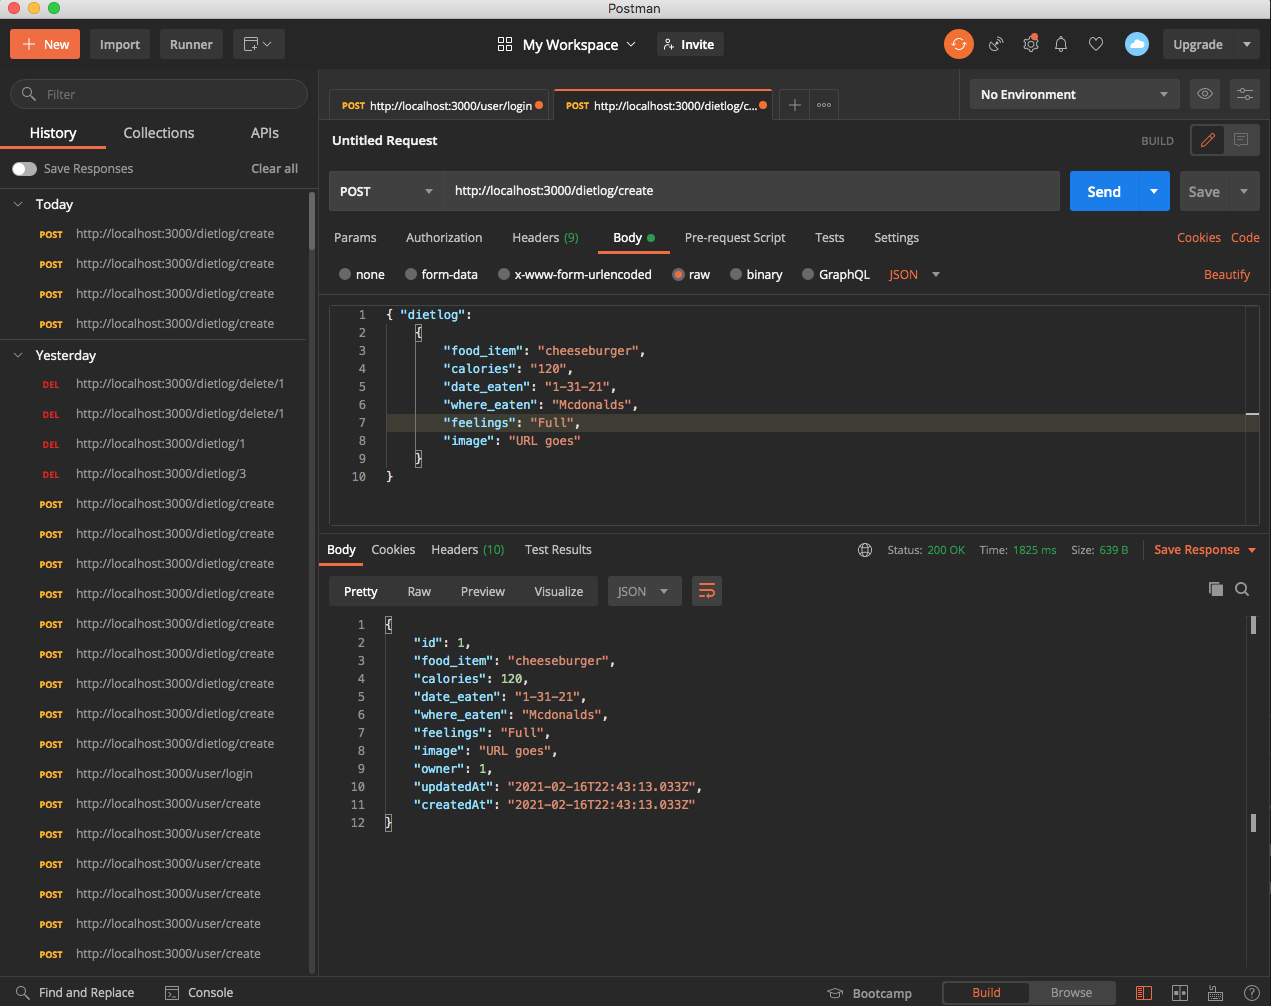 Postman
New
Import
Runner
My Workspace
Invite
Upgrade
Filter
History
Collections
APIs
Save Responses
Clear all
Today
POST http://localhost:3000/dietlog/create
POST http://localhost:3000/dietlog/create
POST http://localhost:3000/dietlog/create
POST http://localhost:3000/dietlog/create
Yesterday
DEL http://localhost:3000/dietlog/delete/1
DEL http://localhost:3000/dietlog/delete/1
DEL http://localhost:3000/dietlog/1
DEL http://localhost:3000/dietlog/3
POST http://localhost:3000/dietlog/create
POST http://localhost:3000/dietlog/create
POST http://localhost:3000/dietlog/create
POST http://localhost:3000/dietlog/create
POST http://localhost:3000/dietlog/create
POST http://localhost:3000/dietlog/create
POST http://localhost:3000/dietlog/create
POST http://localhost:3000/dietlog/create
POST http://localhost:3000/dietlog/create
POST http://localhost:3000/user/login
POST http://localhost:3000/user/create
POST http://localhost:3000/user/create
POST http://localhost:3000/user/create
POST http://localhost:3000/user/create
POST http://localhost:3000/user/create
POST http://localhost:3000/user/create
POST http://localhost:3000/user/login
POST http://localhost:3000/dietlog/c...
No Environment
Untitled Request
BUILD
POST
http://localhost:3000/dietlog/create
Send
Save
Params
Authorization
Headers (9)
Body
Pre-request Script
Tests
Settings
Cookies
Code
none
form-data
x-www-form-urlencoded
raw
binary
GraphQL
JSON
Beautify
1 { "dietlog":
2 {
3 "food_item": "cheeseburger",
4 "calories": "120",
5 "date_eaten": "1-31-21",
6 "where_eaten": "Mcdonalds",
7 "feelings": "Full",
8 "image": "URL goes"
9 }
10 }
Body
Cookies
Headers (10)
Test Results
Status: 200 OK
Time: 1825 ms
Size: 639 B
Save Response
Pretty
Raw
Preview
Visualize
JSON
1 {
2 "id": 1,
3 "food_item": "cheeseburger",
4 "calories": 120,
5 "date_eaten": "1-31-21",
6 "where_eaten": "Mcdonalds",
7 "feelings": "Full",
8 "image": "URL goes",
9 "owner": 1,
10 "updatedAt": "2021-02-16T22:43:13.033Z",
11 "createdAt": "2021-02-16T22:43:13.033Z"
12 }
Find and Replace
Console
Bootcamp
Build
Browse